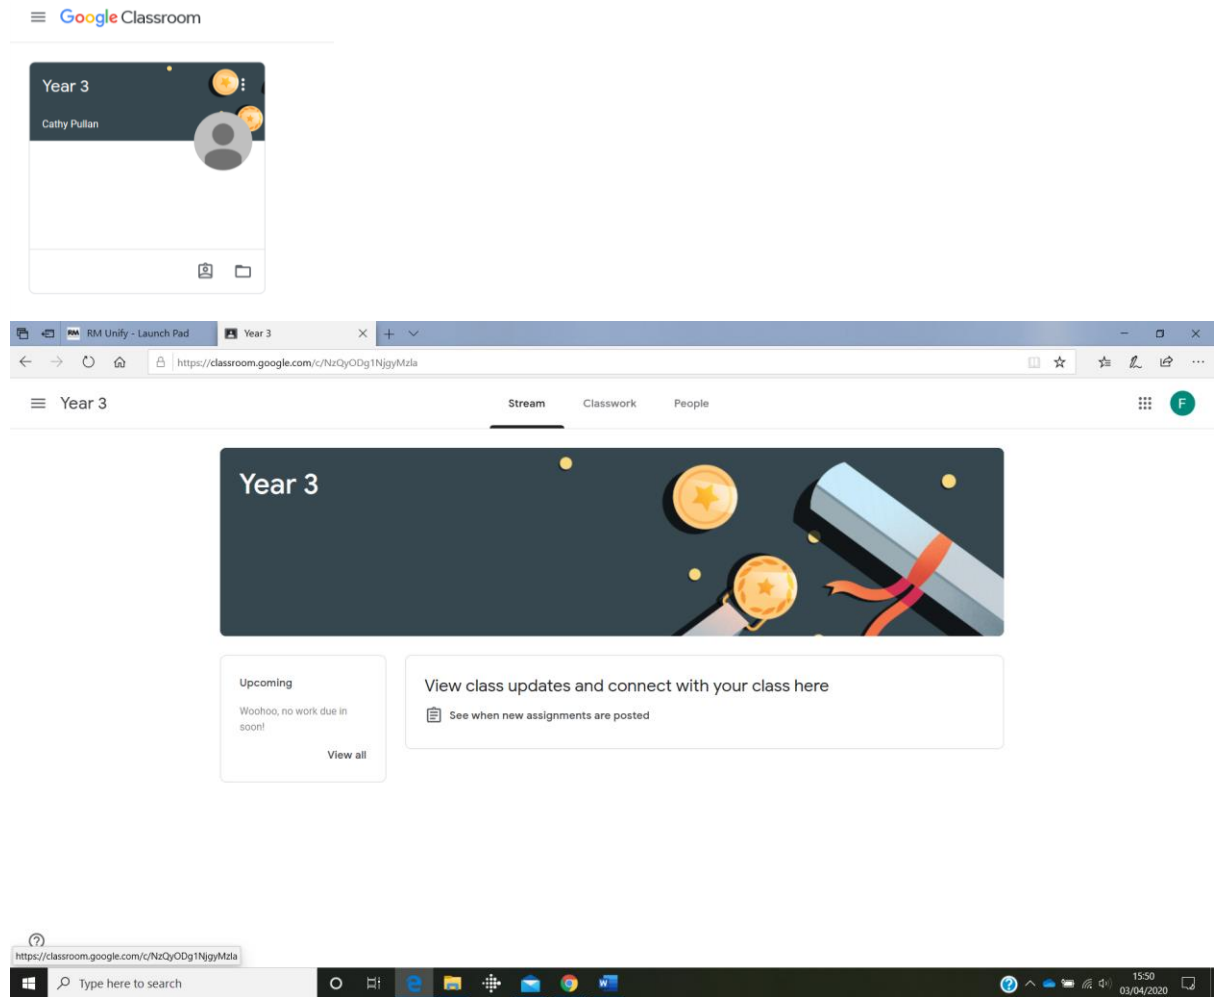 Google Classroom
Year 3
Cathy Pullan
RM RM Unify - Launch Pad
Year 3
https://classroom.google.com/c/NzQyODg1NjgyMzla
Year 3
Stream
Classwork
People
F
Year 3
Upcoming
Woohoo, no work due in
soon!
View all
View class updates and connect with your class here
See when new assignments are posted
https://classroom.google.com/c/NzQyODg1NjgyMzla
Type here to search
15:50
03/04/2020